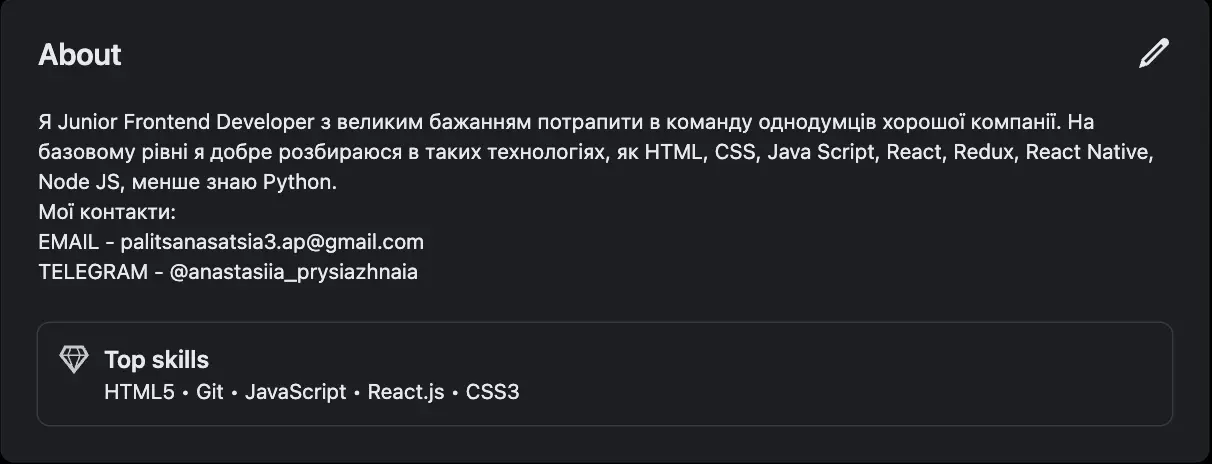 About
Я Junior Frontend Developer з великим бажанням потрапити в команду однодумців хорошої компанії. На
базовому рівні я добре розбираюся в таких технологіях, як HTML, CSS, Java Script, React, Redux, React Native,
Node JS, менше знаю Python.
Мої контакти:
EMAIL - palitsanasatsia3.ap@gmail.com
TELEGRAM - @anastasiia_prysiazhnaia
Top skills
HTML5 • Git • JavaScript • React.js • CSS3